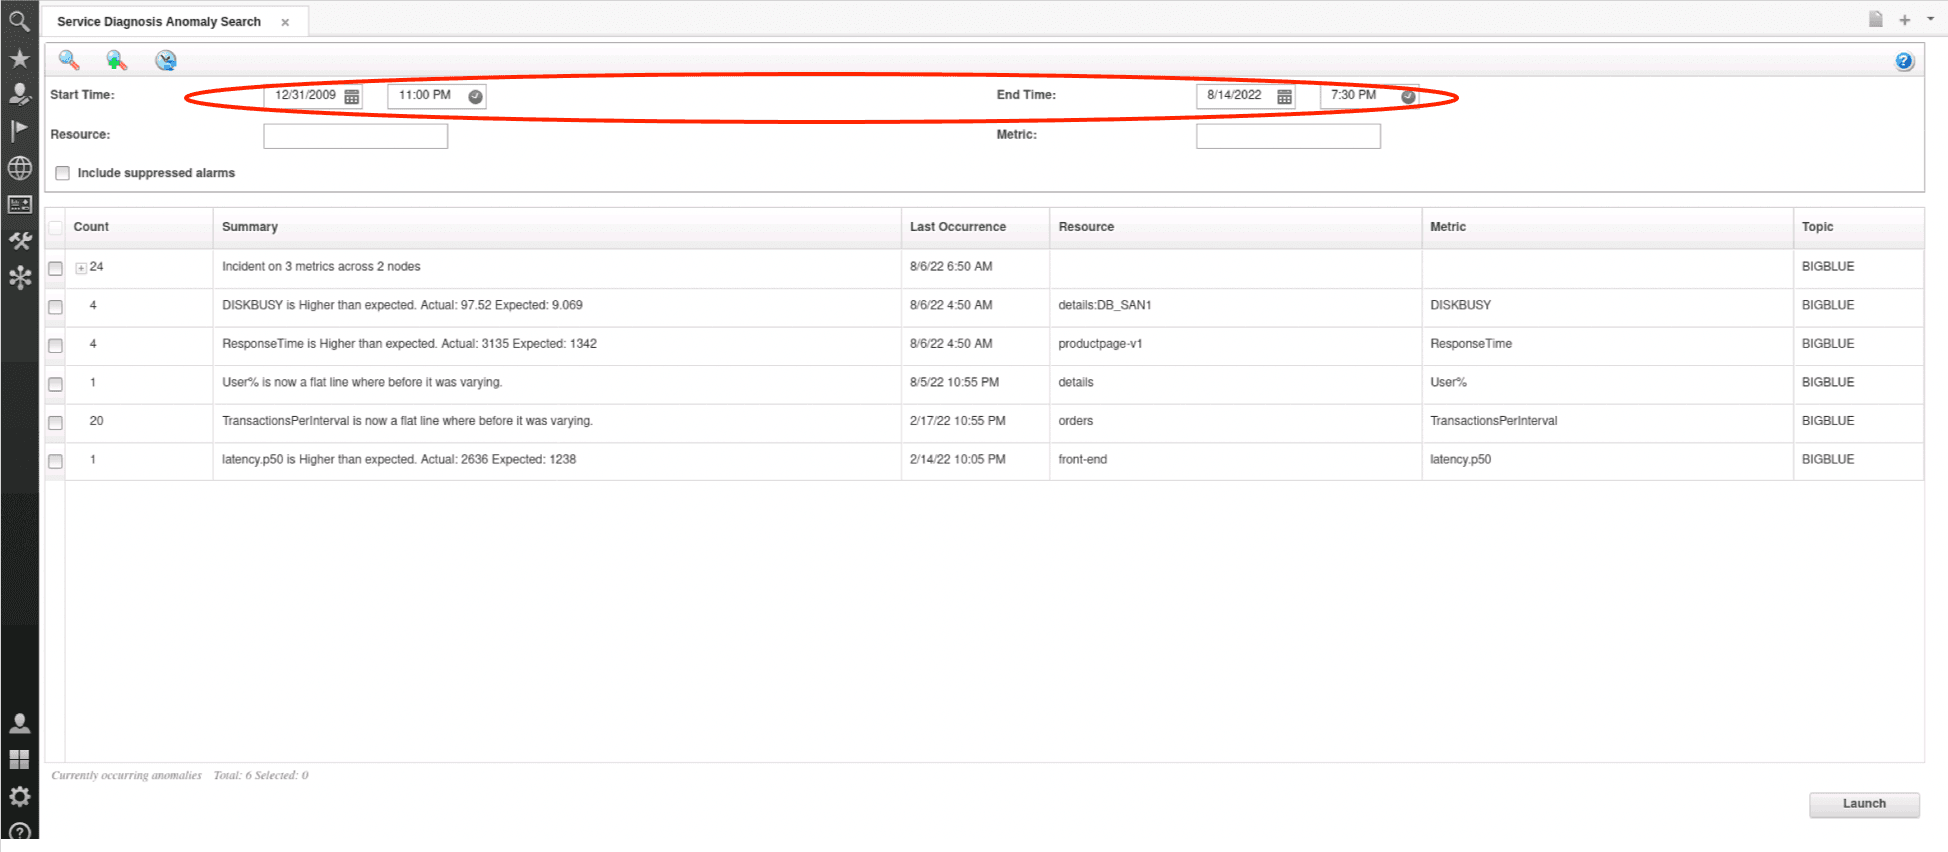 Service Diagnosis Anomaly Search
Start Time: 12/31/2009 11:00 PM End Time: 8/14/2022 7:30 PM
Resource: Metric:
Include suppressed alarms
Count Summary Last Occurrence Resource Metric Topic
24 Incident on 3 metrics across 2 nodes 8/6/22 6:50 AM BIGBLUE
4 DISKBUSY is Higher than expected. Actual: 97.52 Expected: 9.069 8/6/22 4:50 AM details:DB_SAN1 DISKBUSY BIGBLUE
4 ResponseTime is Higher than expected. Actual: 3135 Expected: 1342 8/6/22 4:50 AM productpage-v1 ResponseTime BIGBLUE
1 User% is now a flat line where before it was varying. 8/5/22 10:55 PM details User% BIGBLUE
20 TransactionsPerInterval is now a flat line where before it was varying. 2/17/22 10:55 PM orders TransactionsPerInterval BIGBLUE
1 latency.p50 is Higher than expected. Actual: 2636 Expected: 1238 2/14/22 10:05 PM front-end latency.p50 BIGBLUE
Currently occurring anomalies Total: 6 Selected: 0
Launch